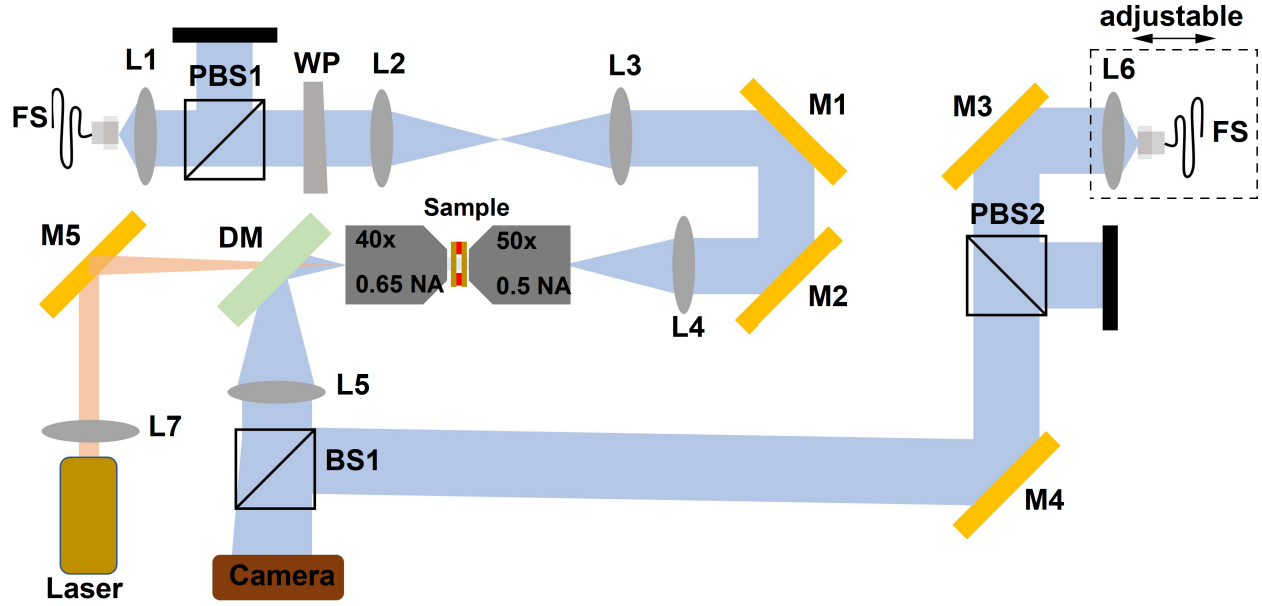 adjustable
L1
WP
L2
L3
L6
PBS1
M1
M3
FS
FS
Sample
PBS2
M5
DM
40x
50x
0.65 NA
0.5 NA
M2
L4
L5
L7
BS1
M4
Camera
Laser